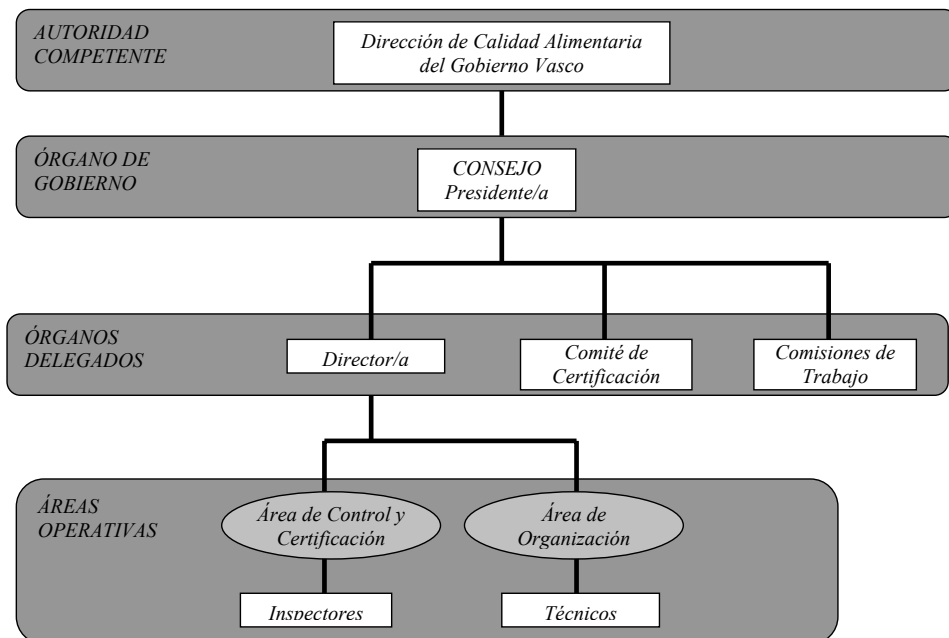 AUTORIDAD
COMPETENTE
Dirección de Calidad Alimentaria
del Gobierno Vasco
ÓRGANO DE
GOBIERNO
CONSEJO
Presidente/a
ÓRGANOS
DELEGADOS
Director/a
Comité de
Certificación
Comisiones de
Trabajo
ÁREAS
OPERATIVAS
Área de Control y
Certificación
Área de
Organización
Inspectores
Técnicos